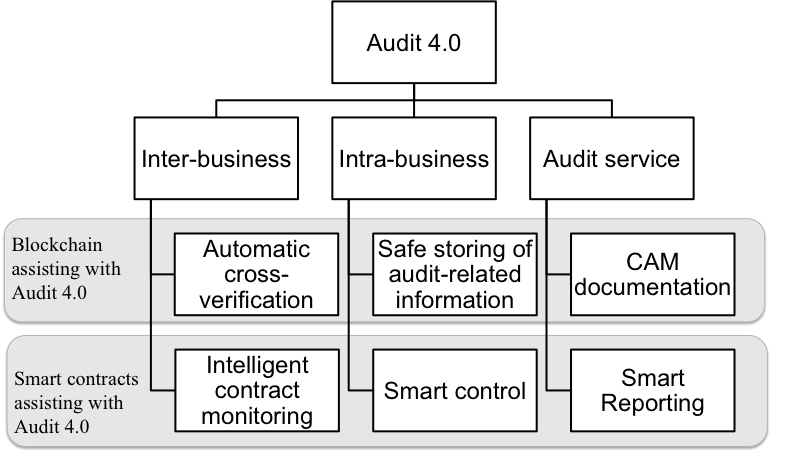 Audit 4.0
Inter-business
Intra-business
Audit service
Blockchain
assisting with
Audit 4.0
Automatic
cross-
verification
Safe storing of
audit-related
information
CAM
documentation
Smart contracts
assisting with
Audit 4.0
Intelligent
contract
monitoring
Smart control
Smart
Reporting